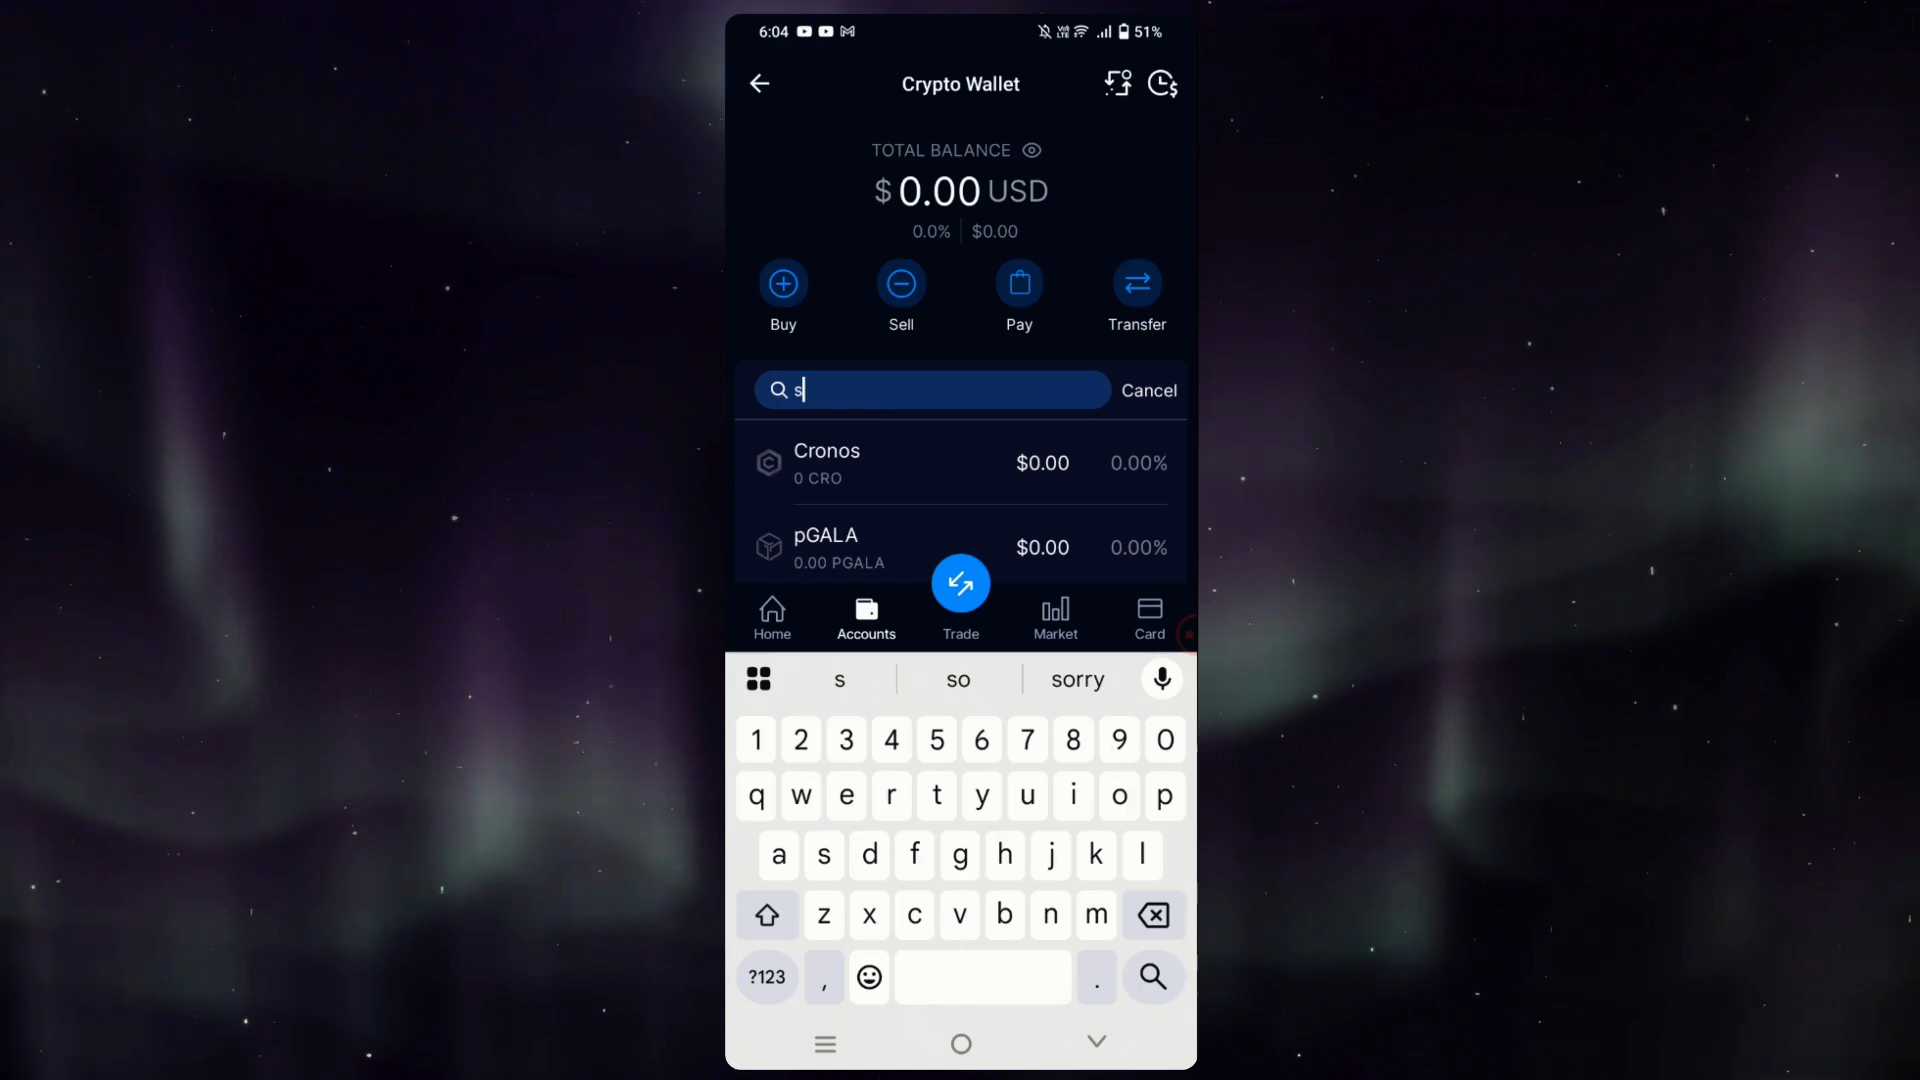 6:04 51%
Crypto Wallet
TOTAL BALANCE
$ 0.00 USD
0.0% $0.00
Buy Sell Pay Transfer
s Cancel
Cronos $0.00 0.00%
0 CRO
pGALA $0.00 0.00%
0.00 PGALA
Home Accounts Trade Market Card
s so sorry
1 2 3 4 5 6 7 8 9 0
q w e r t y u i o p
a s d f g h j k l
z x c v b n m
?123 , .